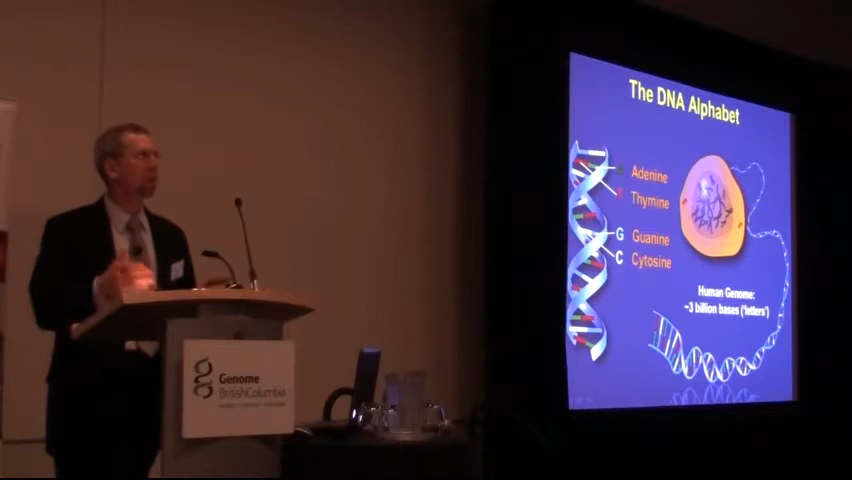 The DNA Alphabet
A Adenine
T Thymine
G Guanine
C Cytosine
Human Genome:
~3 billion bases ('letters')
Genome
BritishColumbia